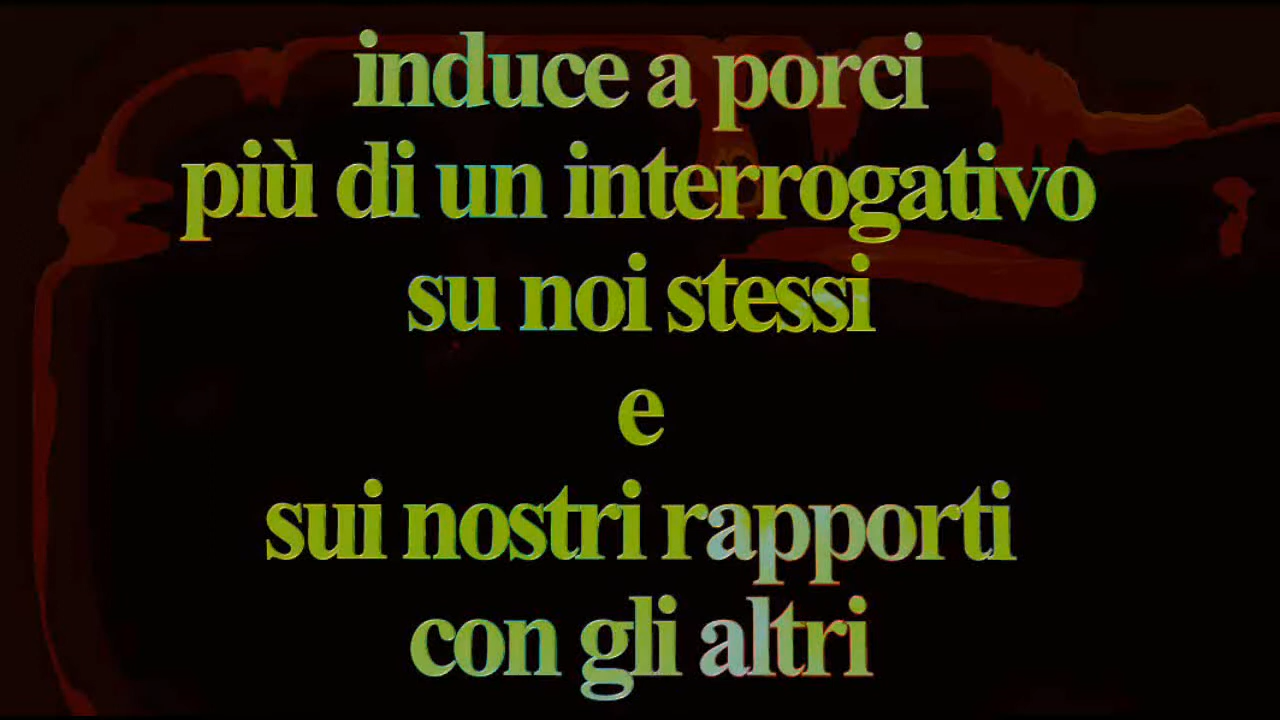 induce a porci
più di un interrogativo
su noi stessi
e
sui nostri rapporti
con gli altri